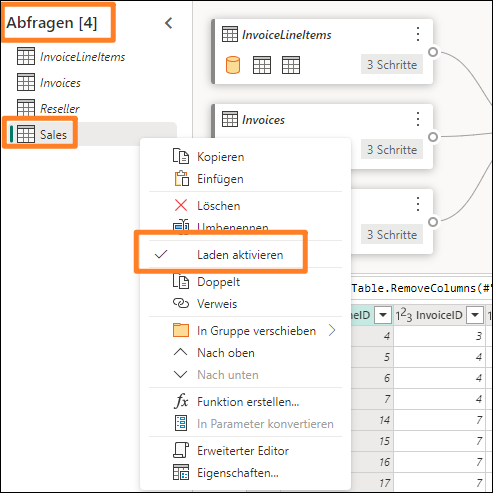 Abfragen [4]
InvoiceLineItems
Invoices
Reseller
Sales
InvoiceLineItems
3 Schritte
Invoices
3 Schritte
3 Schritte
Kopieren
Einfügen
Löschen
Umbenennen
Laden aktivieren
Doppelt
Verweis
In Gruppe verschieben
Nach oben
Nach unten
Funktion erstellen...
In Parameter konvertieren
Erweiterter Editor
Eigenschaften...
Table.RemoveColumns(#"
neID 1²3 InvoiceID
4 3
5 4
6 4
7 4
14 7
15 7
16 7
17 7